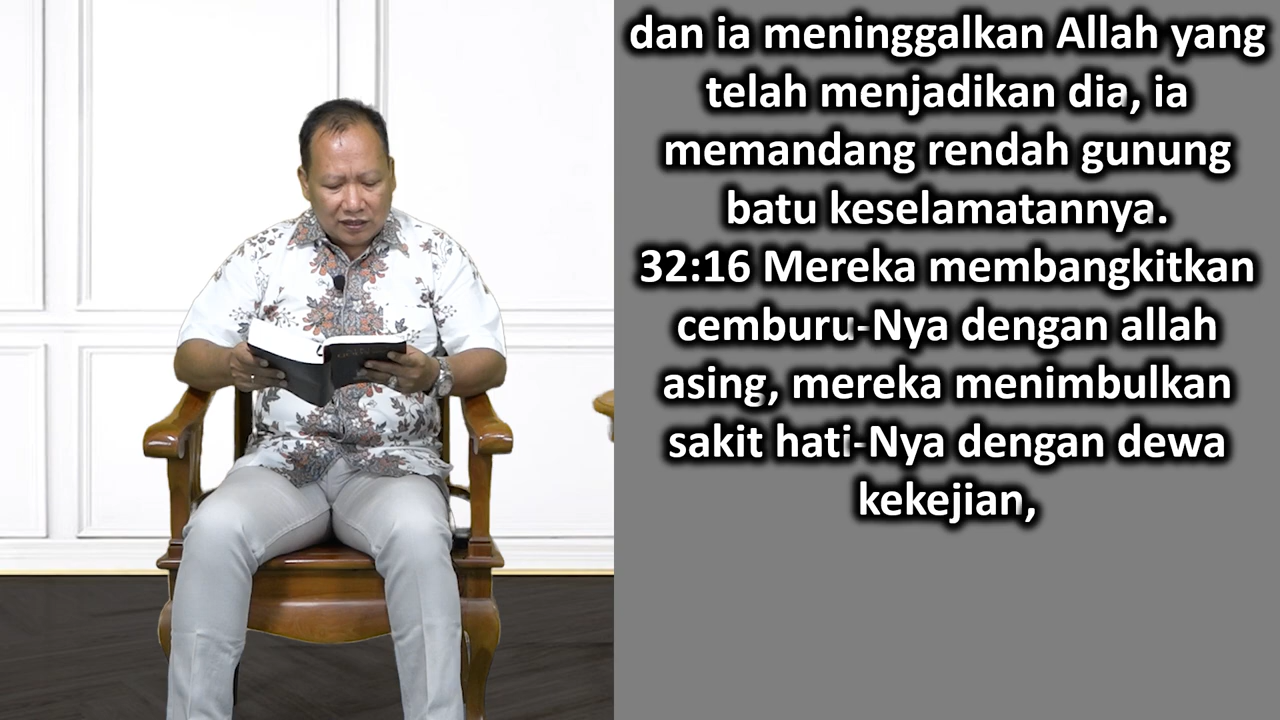 dan ia meninggalkan Allah yang
telah menjadikan dia, ia
memandang rendah gunung
batu keselamatannya.
32:16 Mereka membangkitkan
cemburu-Nya dengan allah
asing, mereka menimbulkan
sakit hati-Nya dengan dewa
kekejian,